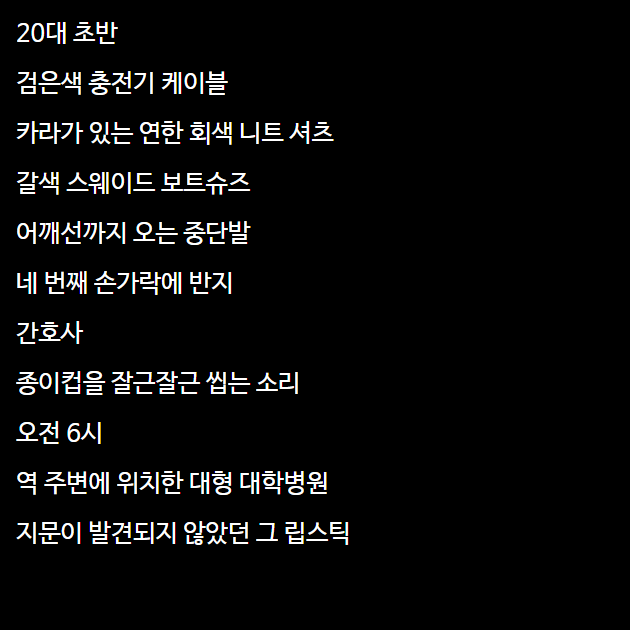 20대 초반
검은색 충전기 케이블
카라가 있는 연한 회색 니트 셔츠
갈색 스웨이드 보트슈즈
어깨선까지 오는 중단발
네 번째 손가락에 반지
간호사
종이컵을 잘근잘근 씹는 소리
오전 6시
역 주변에 위치한 대형 대학병원
지문이 발견되지 않았던 그 립스틱